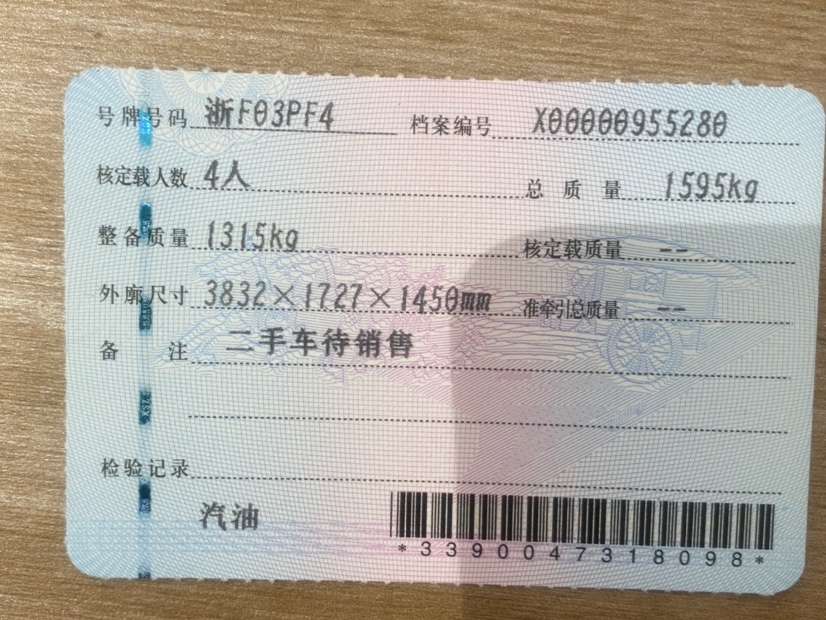 号牌号码 浙F03PF4 档案编号 X00000955280
核定载人数 4人 总质量 1595kg
整备质量 1315kg 核定载质量 --
外廓尺寸 3832×1727×1450mm 准牵引总质量 --
备注 二手车待销售
检验记录
汽油
*3390047318098*